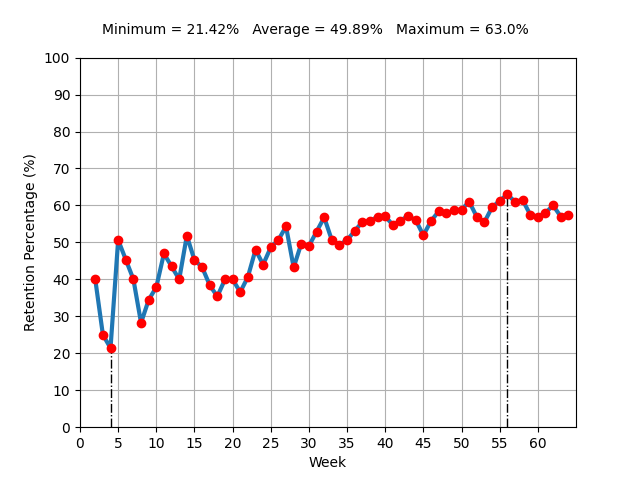 Minimum = 21.42%   Average = 49.89%   Maximum = 63.0%
100
90
80
70
60
50
40
30
20
10
0
Retention Percentage (%)
0 5 10 15 20 25 30 35 40 45 50 55 60
Week